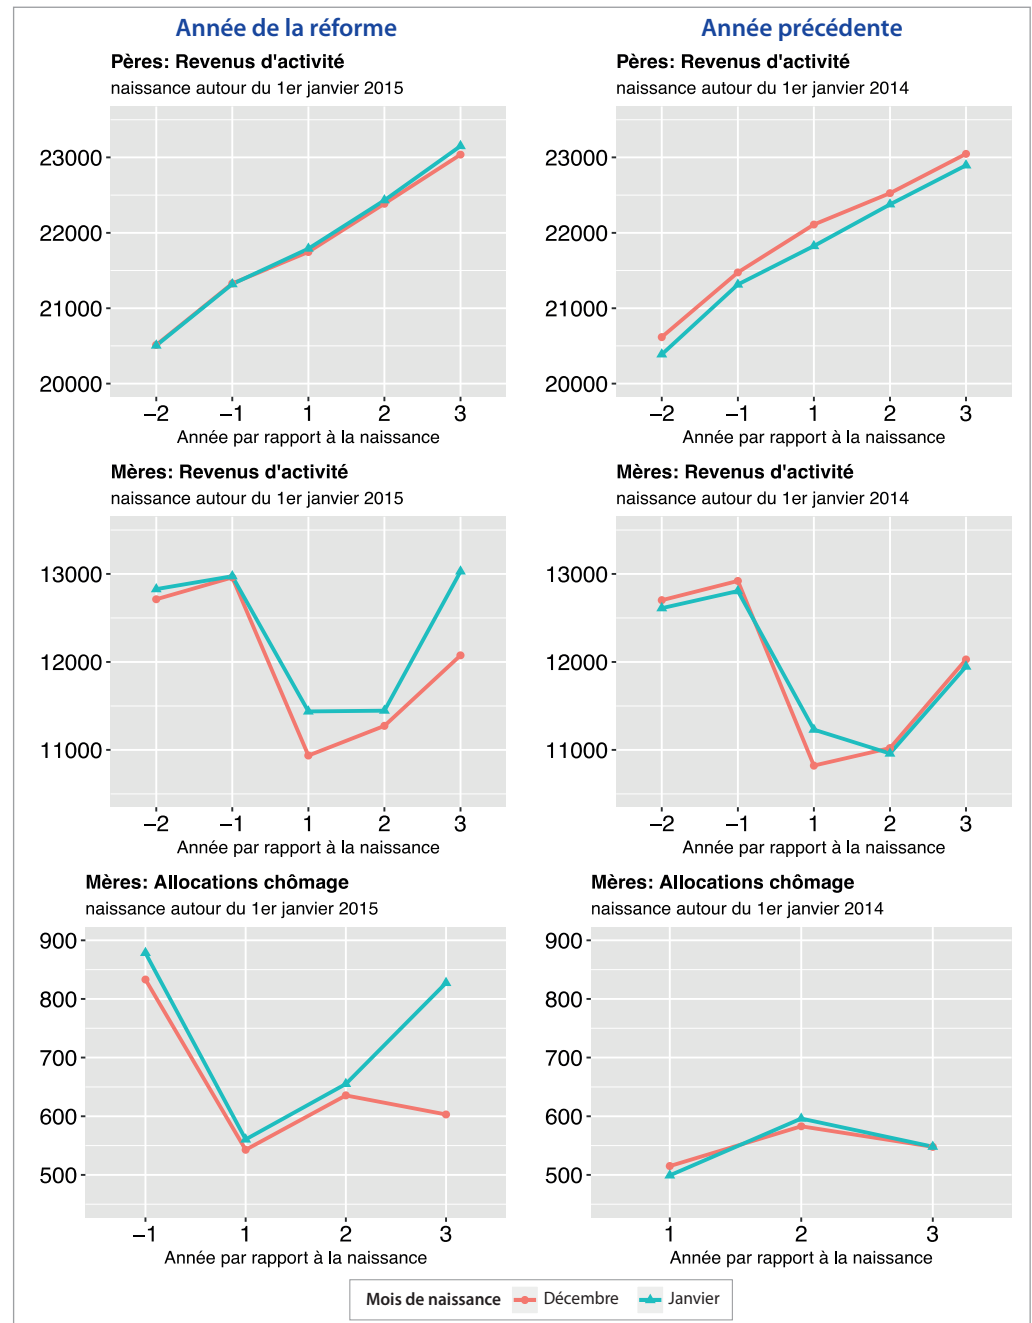 Année de la réforme
Année précédente
Pères: Revenus d'activité
naissance autour du 1er janvier 2015
23000
22000
21000
20000
−2 −1 1 2 3
Année par rapport à la naissance
Pères: Revenus d'activité
naissance autour du 1er janvier 2014
23000
22000
21000
20000
−2 −1 1 2 3
Année par rapport à la naissance
Mères: Revenus d'activité
naissance autour du 1er janvier 2015
13000
12000
11000
−2 −1 1 2 3
Année par rapport à la naissance
Mères: Revenus d'activité
naissance autour du 1er janvier 2014
13000
12000
11000
−2 −1 1 2 3
Année par rapport à la naissance
Mères: Allocations chômage
naissance autour du 1er janvier 2015
900
800
700
600
500
−1 1 2 3
Année par rapport à la naissance
Mères: Allocations chômage
naissance autour du 1er janvier 2014
900
800
700
600
500
1 2 3
Année par rapport à la naissance
Mois de naissance Décembre Janvier